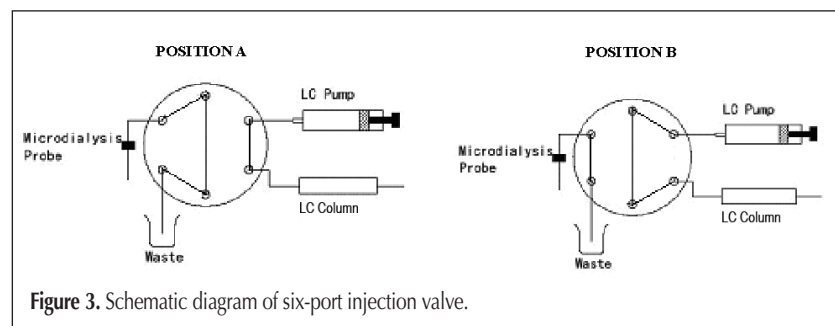 POSITION A
LC Pump
Microdialysis
Probe
LC Column
Waste
POSITION B
LC Pump
Microdialysis
Probe
LC Column
Waste
Figure 3. Schematic diagram of six-port injection valve.